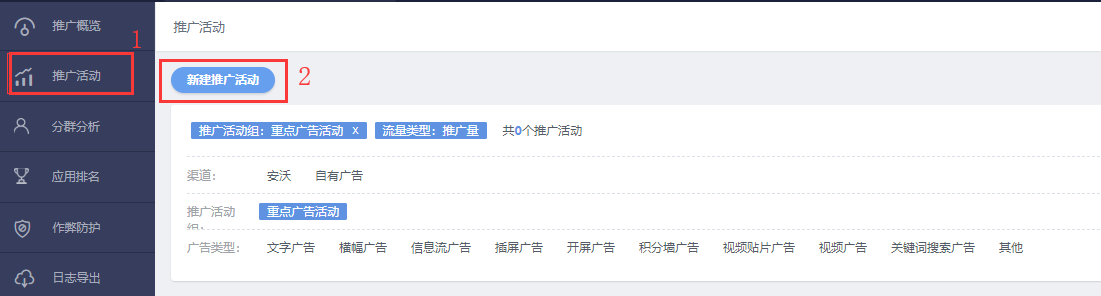 推广概览
1
推广活动
分群分析
应用排名
作弊防护
日志导出
推广活动
新建推广活动
2
推广活动组：重点广告活动 x 流量类型：推广量 共0个推广活动
渠道： 安沃 自有广告
推广活动组： 重点广告活动
广告类型： 文字广告 横幅广告 信息流广告 插屏广告 开屏广告 积分墙广告 视频贴片广告 视频广告 关键词搜索广告 其他